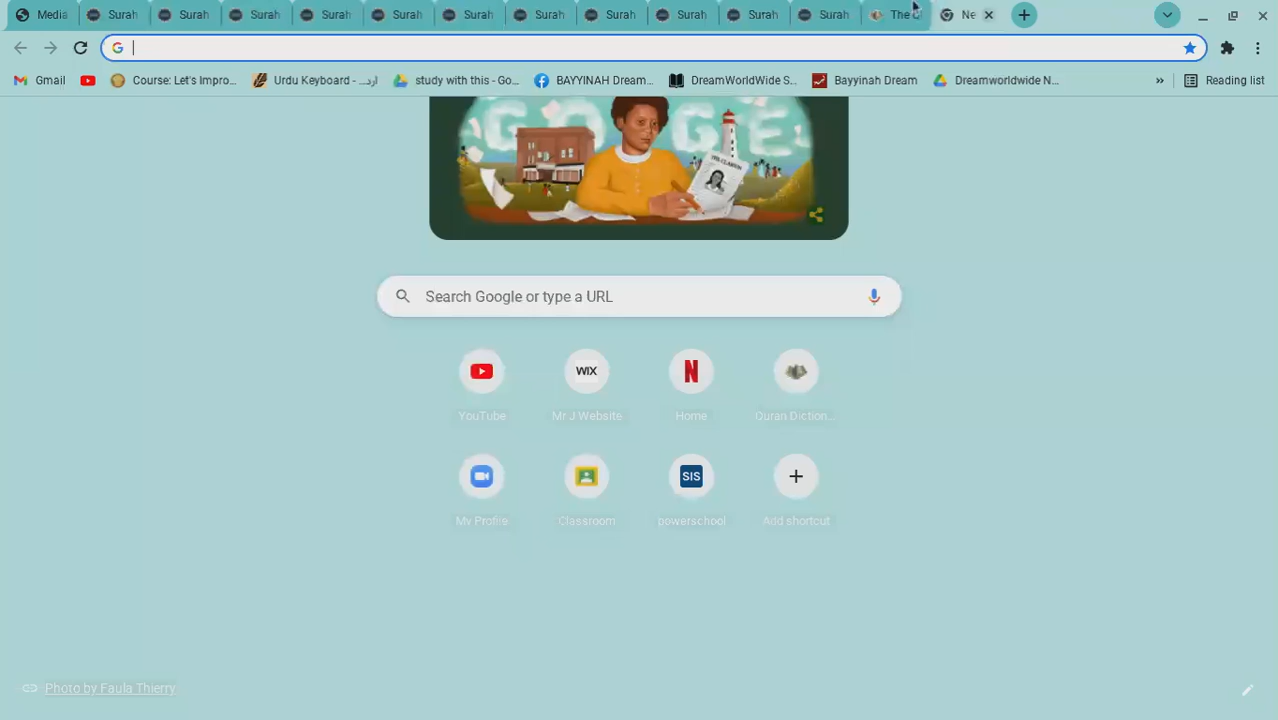 Media Surah Surah Surah Surah Surah Surah Surah Surah Surah Surah Surah The Ne
Gmail Course: Let's Impro... Urdu Keyboard - ...اردو study with this - Go... BAYYINAH Dream... DreamWorldWide S... Bayyinah Dream Dreamworldwide N... » Reading list
GOOGLE
Search Google or type a URL
WIX N
YouTube Mr J Website Home Quran Diction...
SIS
My Profile Classroom powerschool Add shortcut
Photo by Faula Thierry